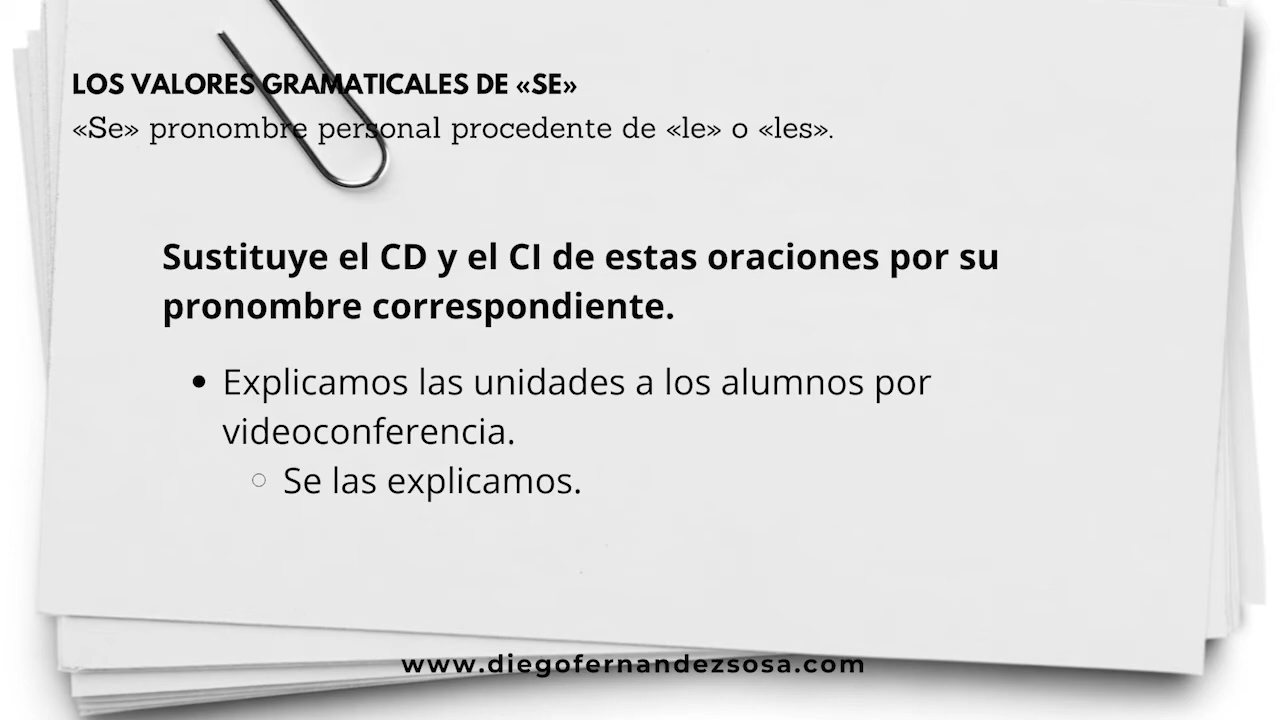 LOS VALORES GRAMATICALES DE «SE»
«Se» pronombre personal procedente de «le» o «les».
Sustituye el CD y el CI de estas oraciones por su
pronombre correspondiente.
• Explicamos las unidades a los alumnos por
videoconferencia.
○ Se las explicamos.
www.diegofernandezsosa.com